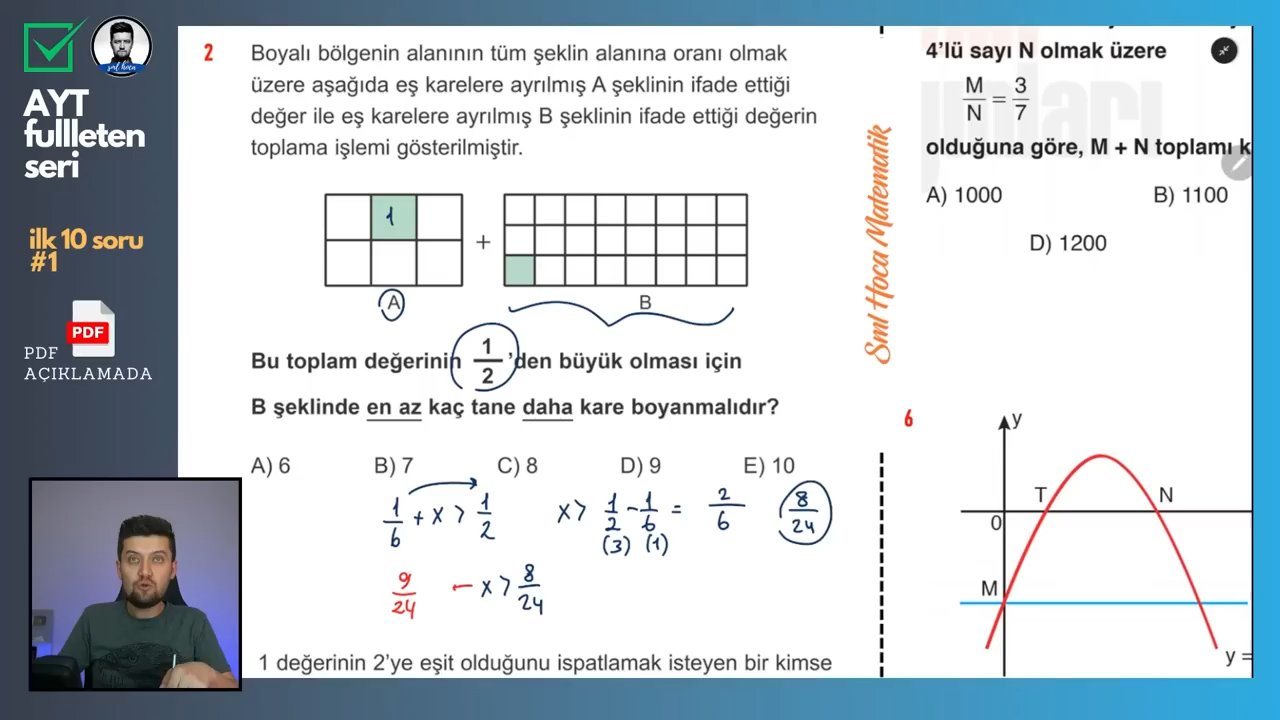 AYT
fullleten
seri
ilk 10 soru
#1
PDF
PDF
AÇIKLAMADA
2
Boyalı bölgenin alanının tüm şeklin alanına oranı olmak
üzere aşağıda eş karelere ayrılmış A şeklinin ifade ettiği
değer ile eş karelere ayrılmış B şeklinin ifade ettiği değerin
toplama işlemi gösterilmiştir.
1
+
A
B
Bu toplam değerinin 1/2 'den büyük olması için
B şeklinde en az kaç tane daha kare boyanmalıdır?
A) 6 B) 7 C) 8 D) 9 E) 10
1/6 + x > 1/2 x > 1/2 - 1/6 = 2/6 8/24
(3) (1)
9/24 ← x > 8/24
1 değerinin 2'ye eşit olduğunu ispatlamak isteyen bir kimse
Sml Hoca Matematik
4'lü sayı N olmak üzere
M/N = 3/7
olduğuna göre, M + N toplamı k
A) 1000 B) 1100
D) 1200
6
y
T N
0
M
y =